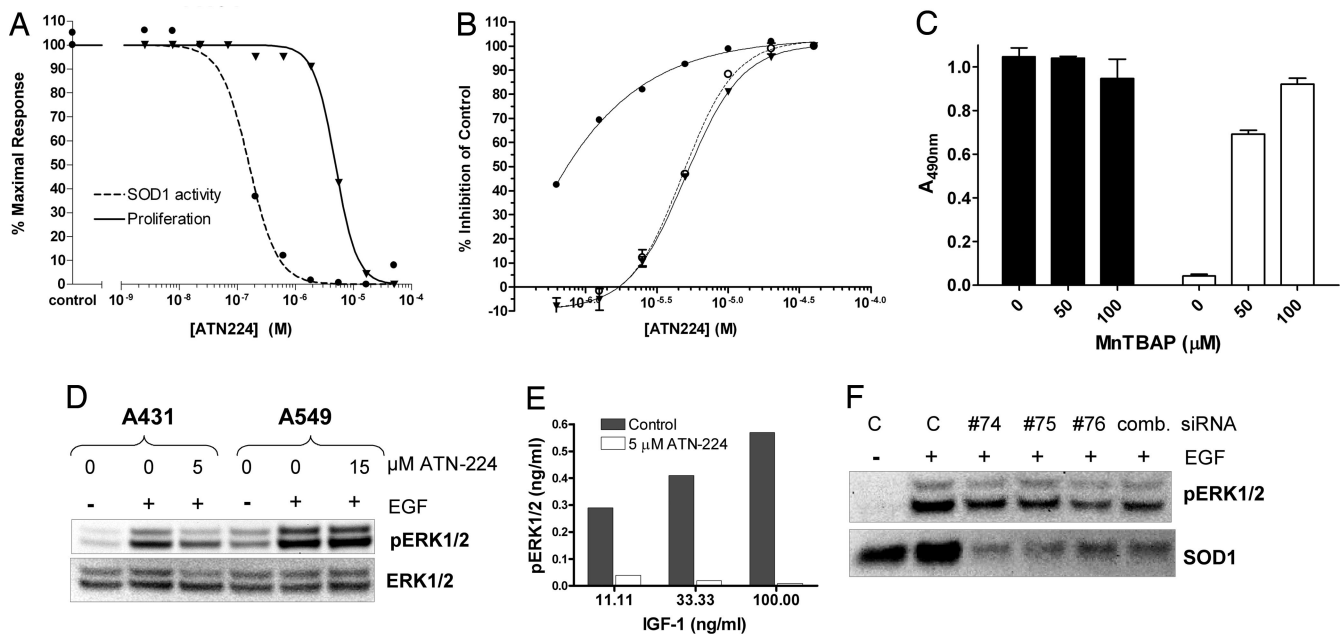 A
% Maximal Response
110
100
90
80
70
60
50
40
30
20
10
0
SOD1 activity
Proliferation
control
10-9
10-8
10-7
10-6
10-5
10-4
[ATN224] (M)
B
% Inhibition of Control
110
100
90
80
70
60
50
40
30
20
10
0
-10
10-6.0
10-5.5
10-5.0
10-4.5
10-4.0
[ATN224] (M)
C
A490nm
1.0
0.8
0.6
0.4
0.2
0.0
0
50
100
0
50
100
MnTBAP (μM)
D
A431 A549
0 0 5 0 0 15 μM ATN-224
- + + - + + EGF
pERK1/2
ERK1/2
E
pERK1/2 (ng/ml)
0.6
0.5
0.4
0.3
0.2
0.1
0.0
Control
5 μM ATN-224
11.11 33.33 100.00
IGF-1 (ng/ml)
F
C C #74 #75 #76 comb. siRNA
- + + + + + EGF
pERK1/2
SOD1